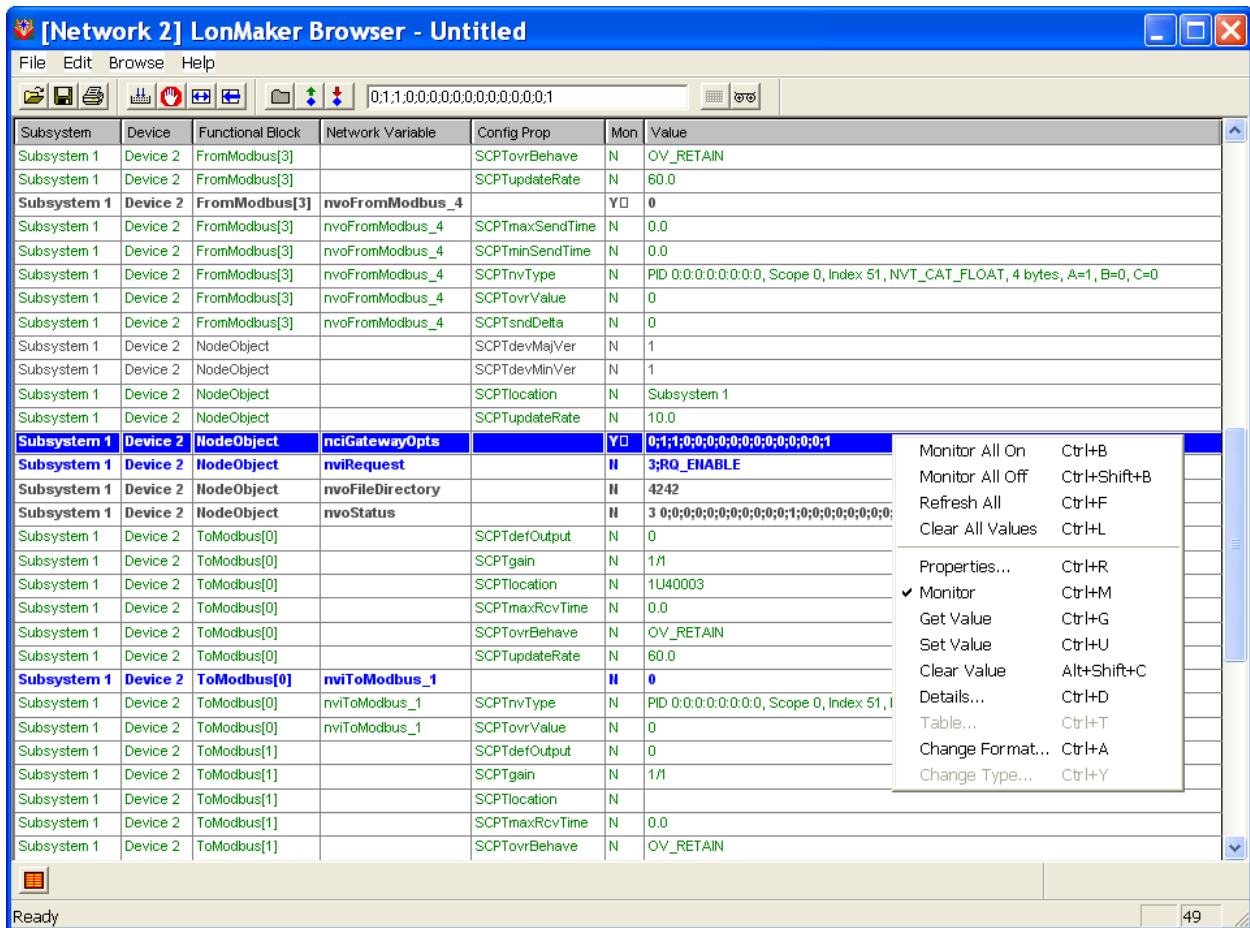 [Network 2] LonMaker Browser - Untitled
File Edit Browse Help
0;1;1;0;0;0;0;0;0;0;0;0;0;0;0;1
Subsystem Device Functional Block Network Variable Config Prop Mon Value
Subsystem 1 Device 2 FromModbus[3] SCPTovrBehave N OV_RETAIN
Subsystem 1 Device 2 FromModbus[3] SCPTupdateRate N 60.0
Subsystem 1 Device 2 FromModbus[3] nvoFromModbus_4 Y 0
Subsystem 1 Device 2 FromModbus[3] nvoFromModbus_4 SCPTmaxSendTime N 0.0
Subsystem 1 Device 2 FromModbus[3] nvoFromModbus_4 SCPTminSendTime N 0.0
Subsystem 1 Device 2 FromModbus[3] nvoFromModbus_4 SCPTnvType N PID 0:0:0:0:0:0:0:0, Scope 0, Index 51, NVT_CAT_FLOAT, 4 bytes, A=1, B=0, C=0
Subsystem 1 Device 2 FromModbus[3] nvoFromModbus_4 SCPTovrValue N 0
Subsystem 1 Device 2 FromModbus[3] nvoFromModbus_4 SCPTsndDelta N 0
Subsystem 1 Device 2 NodeObject SCPTdevMajVer N 1
Subsystem 1 Device 2 NodeObject SCPTdevMinVer N 1
Subsystem 1 Device 2 NodeObject SCPTlocation N Subsystem 1
Subsystem 1 Device 2 NodeObject SCPTupdateRate N 10.0
Subsystem 1 Device 2 NodeObject nciGatewayOpts Y 0;1;1;0;0;0;0;0;0;0;0;0;0;0;0;1
Subsystem 1 Device 2 NodeObject nviRequest N 3;RQ_ENABLE
Subsystem 1 Device 2 NodeObject nvoFileDirectory N 4242
Subsystem 1 Device 2 NodeObject nvoStatus N 3 0;0;0;0;0;0;0;0;0;0;1;0;0;0;0;0;0;0;
Subsystem 1 Device 2 ToModbus[0] SCPTdefOutput N 0
Subsystem 1 Device 2 ToModbus[0] SCPTgain N 1/1
Subsystem 1 Device 2 ToModbus[0] SCPTlocation N 1U40003
Subsystem 1 Device 2 ToModbus[0] SCPTmaxRcvTime N 0.0
Subsystem 1 Device 2 ToModbus[0] SCPTovrBehave N OV_RETAIN
Subsystem 1 Device 2 ToModbus[0] SCPTupdateRate N 60.0
Subsystem 1 Device 2 ToModbus[0] nviToModbus_1 N 0
Subsystem 1 Device 2 ToModbus[0] nviToModbus_1 SCPTnvType N PID 0:0:0:0:0:0:0:0, Scope 0, Index 51,
Subsystem 1 Device 2 ToModbus[0] nviToModbus_1 SCPTovrValue N 0
Subsystem 1 Device 2 ToModbus[1] SCPTdefOutput N 0
Subsystem 1 Device 2 ToModbus[1] SCPTgain N 1/1
Subsystem 1 Device 2 ToModbus[1] SCPTlocation N
Subsystem 1 Device 2 ToModbus[1] SCPTmaxRcvTime N 0.0
Subsystem 1 Device 2 ToModbus[1] SCPTovrBehave N OV_RETAIN
Monitor All On Ctrl+B
Monitor All Off Ctrl+Shift+B
Refresh All Ctrl+F
Clear All Values Ctrl+L
Properties... Ctrl+R
Monitor Ctrl+M
Get Value Ctrl+G
Set Value Ctrl+U
Clear Value Alt+Shift+C
Details... Ctrl+D
Table... Ctrl+T
Change Format... Ctrl+A
Change Type... Ctrl+Y
Ready 49